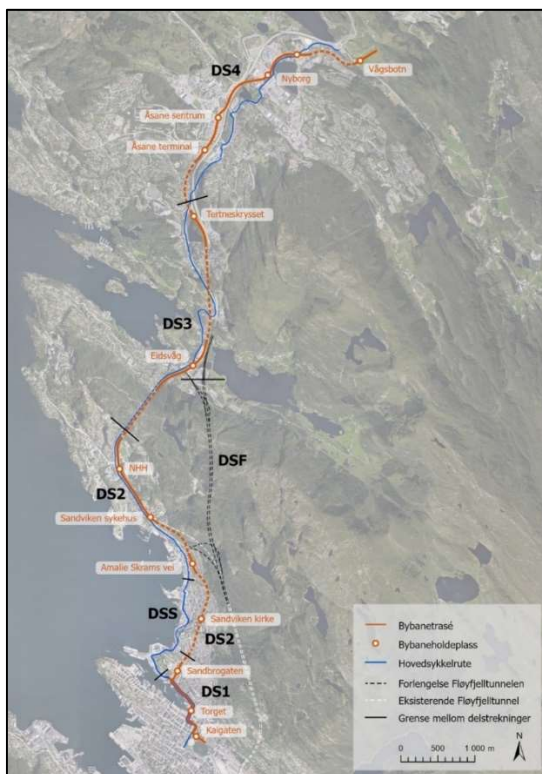 DS4
Vågsbotn
Nyborg
Åsane sentrum
Åsane terminal
Tertneskrysset
DS3
Eidsvåg
DSF
NHH
DS2
Sandviken sykehus
Amalie Skrams vei
DSS
Sandviken kirke
DS2
Sandbrogaten
DS1
Torget
Kaigaten
Bybanetrasé
Bybaneholdeplass
Hovedsykkelrute
Forlengelse Fløyfjelltunnelen
Eksisterende Fløyfjelltunnel
Grense mellom delstrekninger
0 500 1 000 m
N